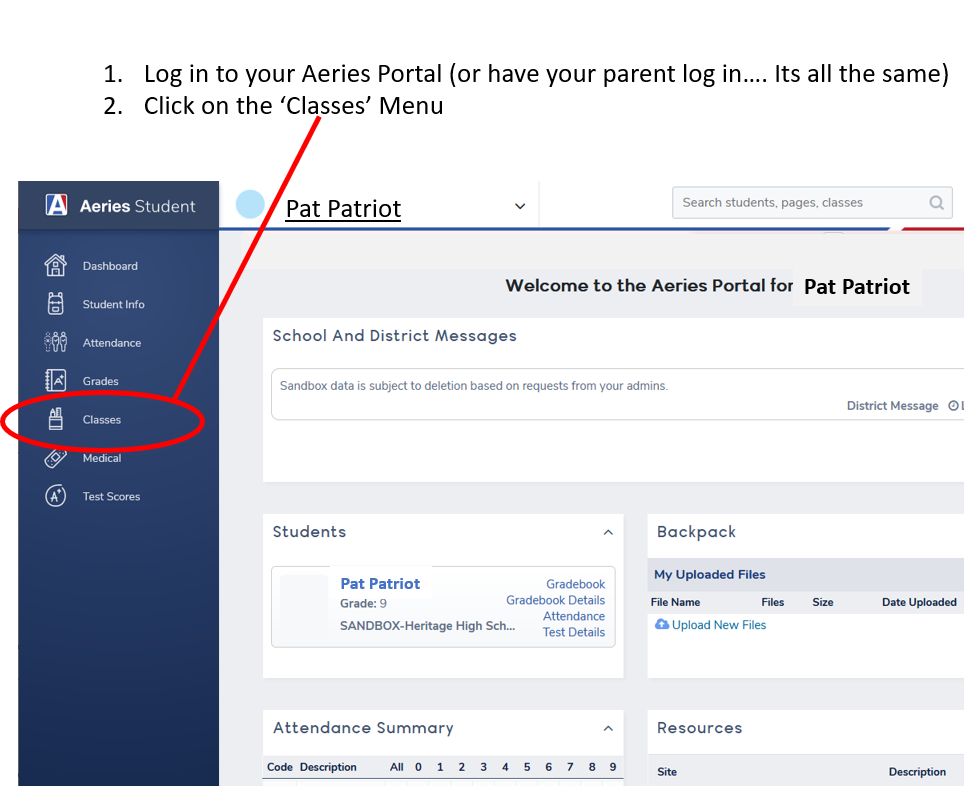 1. Log in to your Aeries Portal (or have your parent log in…. Its all the same)
2. Click on the ‘Classes’ Menu
Aeries Student
Pat Patriot
Search students, pages, classes
Dashboard
Student Info
Attendance
Grades
Classes
Medical
Test Scores
Welcome to the Aeries Portal for Pat Patriot
School And District Messages
Sandbox data is subject to deletion based on requests from your admins.
District Message
Students
Pat Patriot
Grade: 9
SANDBOX-Heritage High Sch...
Gradebook
Gradebook Details
Attendance
Test Details
Backpack
My Uploaded Files
File Name Files Size Date Uploaded
Upload New Files
Attendance Summary
Code Description All 0 1 2 3 4 5 6 7 8 9
Resources
Site Description